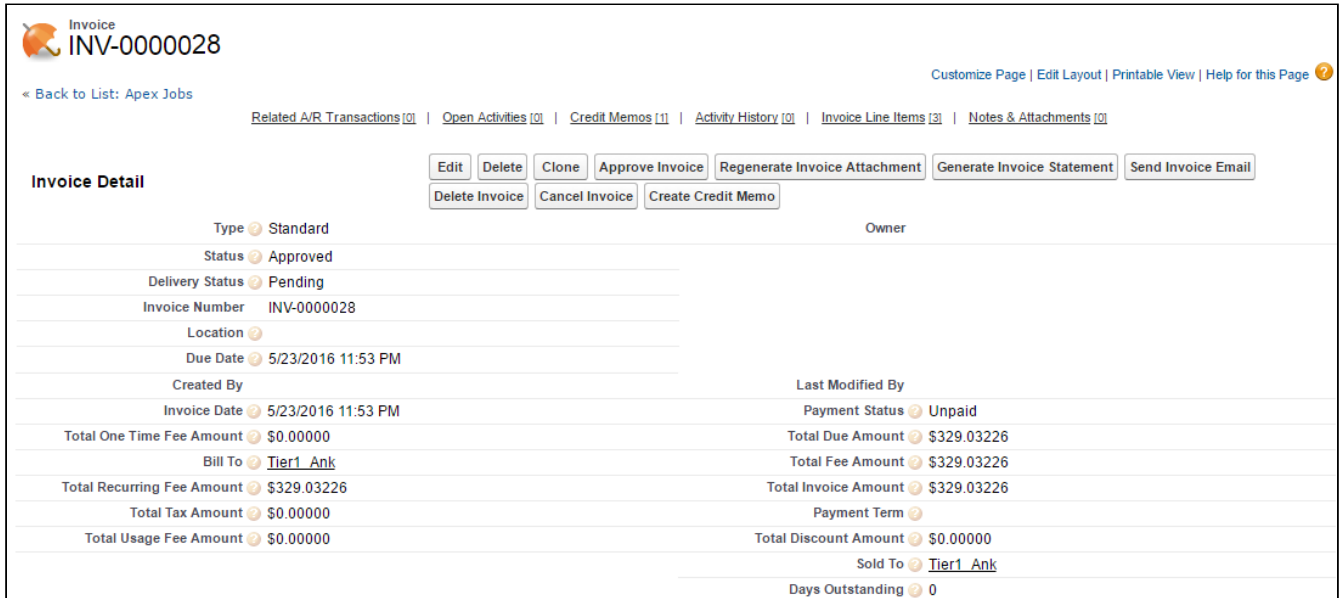 Invoice
INV-0000028
Customize Page | Edit Layout | Printable View | Help for this Page ?
« Back to List: Apex Jobs
Related A/R Transactions [0] | Open Activities [0] | Credit Memos [1] | Activity History [0] | Invoice Line Items [3] | Notes & Attachments [0]
Invoice Detail
Edit Delete Clone Approve Invoice Regenerate Invoice Attachment Generate Invoice Statement Send Invoice Email
Delete Invoice Cancel Invoice Create Credit Memo
Type ? Standard Owner
Status ? Approved
Delivery Status ? Pending
Invoice Number INV-0000028
Location ?
Due Date ? 5/23/2016 11:53 PM
Created By Last Modified By
Invoice Date ? 5/23/2016 11:53 PM Payment Status ? Unpaid
Total One Time Fee Amount ? $0.00000 Total Due Amount ? $329.03226
Bill To ? Tier1_Ank Total Fee Amount ? $329.03226
Total Recurring Fee Amount ? $329.03226 Total Invoice Amount ? $329.03226
Total Tax Amount ? $0.00000 Payment Term ?
Total Usage Fee Amount ? $0.00000 Total Discount Amount ? $0.00000
Sold To ? Tier1_Ank
Days Outstanding ? 0